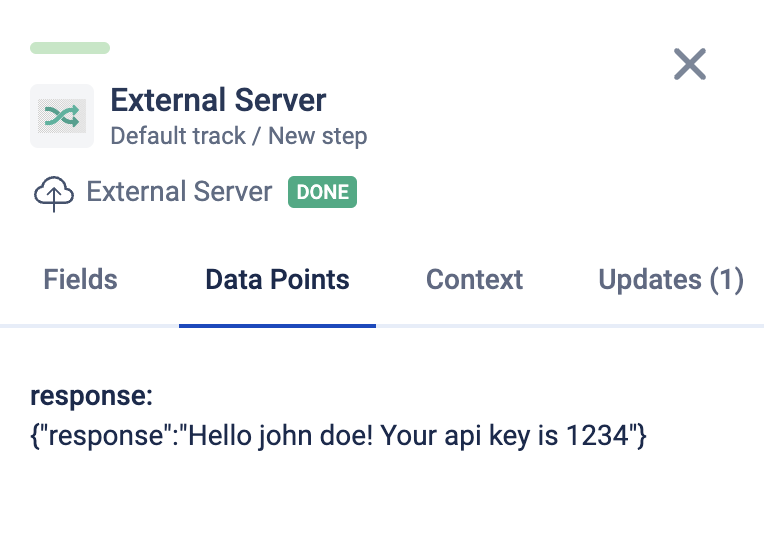 External Server
Default track / New step
External Server DONE
Fields Data Points Context Updates (1)
response:
{"response":"Hello john doe! Your api key is 1234"}